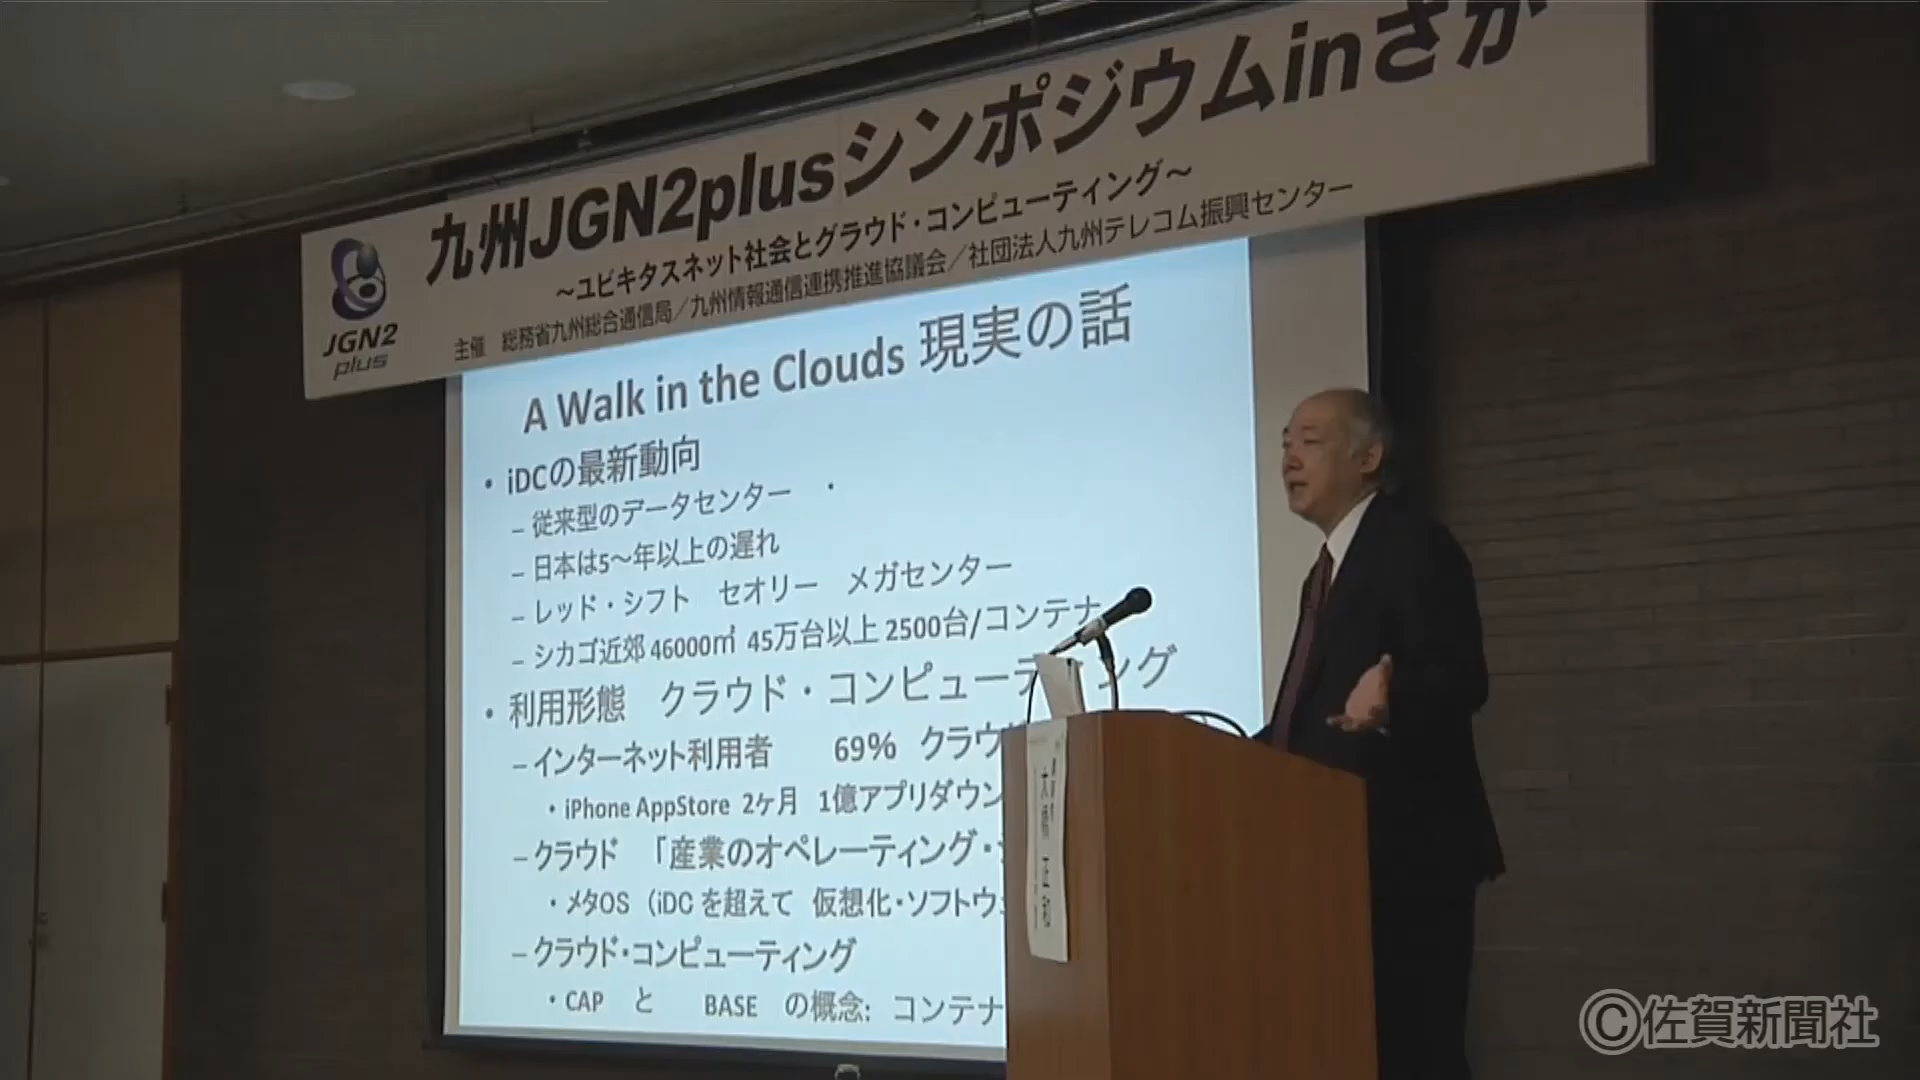 九州JGN2plusシンポジウムinさが
～ユビキタスネット社会とクラウド・コンピューティング～
主催 総務省九州総合通信局／九州情報通信連携推進協議会／社団法人九州テレコム振興センター
JGN2
plus
A Walk in the Clouds 現実の話
• iDCの最新動向
– 従来型のデータセンター ・
– 日本は5～年以上の遅れ
– レッド・シフト セオリー メガセンター
– シカゴ近郊 46000㎡ 45万台以上 2500台/コンテナ
• 利用形態 クラウド・コンピューティング
– インターネット利用者 69% クラウ
• iPhone AppStore 2ヶ月 1億アプリダウン
– クラウド 「産業のオペレーティング・
• メタOS （iDC を超えて 仮想化・ソフトウ
– クラウド・コンピューティング
• CAP と BASE の概念: コンテナ
大橋 正和
©佐賀新聞社